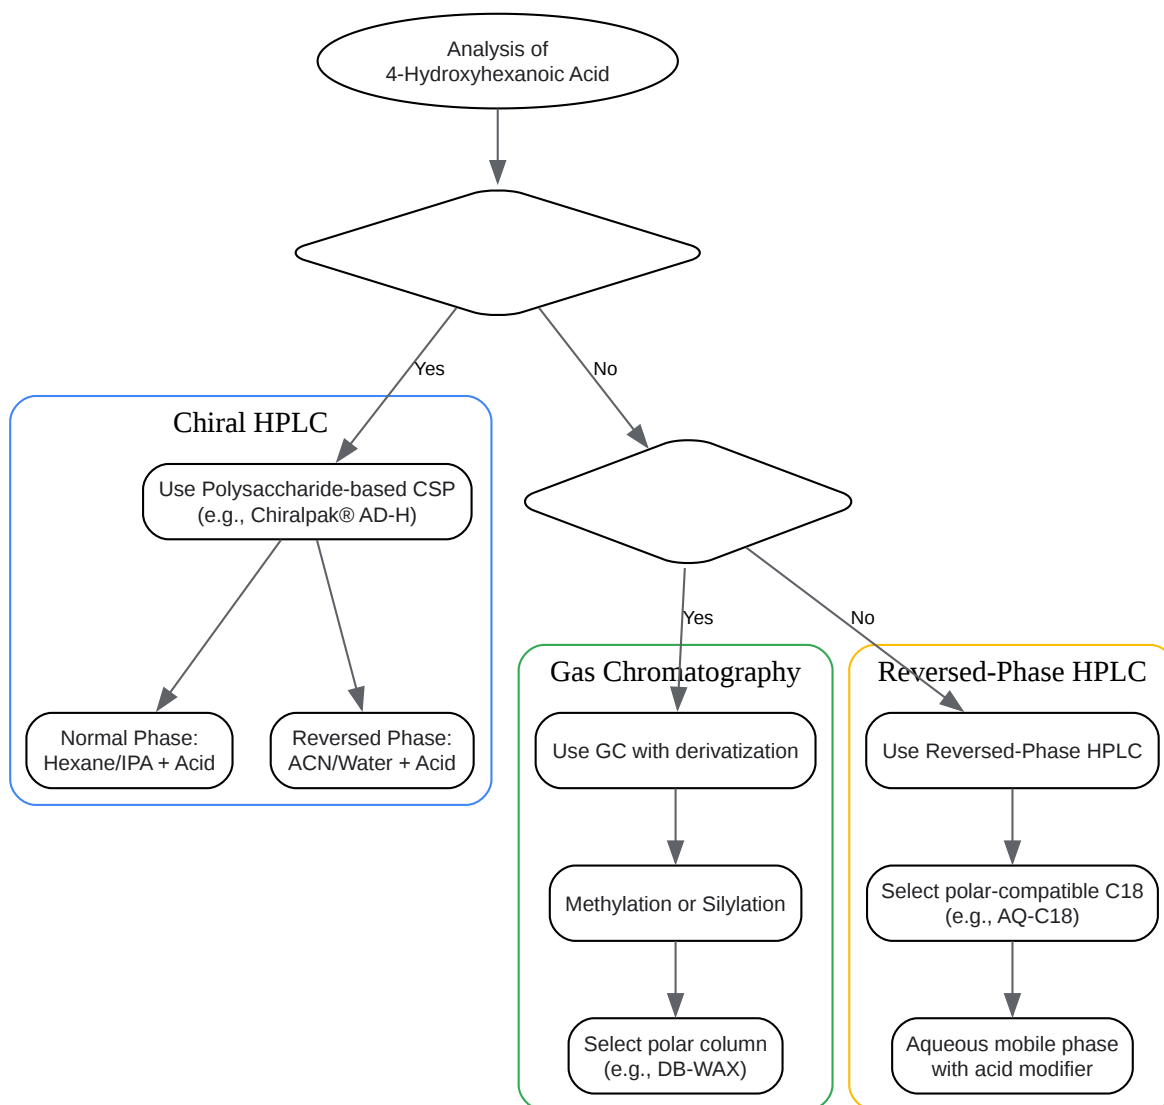 Analysis of
4-Hydroxyhexanoic Acid
Yes
No
Chiral HPLC
Use Polysaccharide-based CSP
(e.g., Chiralpak® AD-H)
Normal Phase:
Hexane/IPA + Acid
Reversed Phase:
ACN/Water + Acid
Yes
No
Gas Chromatography
Use GC with derivatization
Methylation or Silylation
Select polar column
(e.g., DB-WAX)
Reversed-Phase HPLC
Use Reversed-Phase HPLC
Select polar-compatible C18
(e.g., AQ-C18)
Aqueous mobile phase
with acid modifier